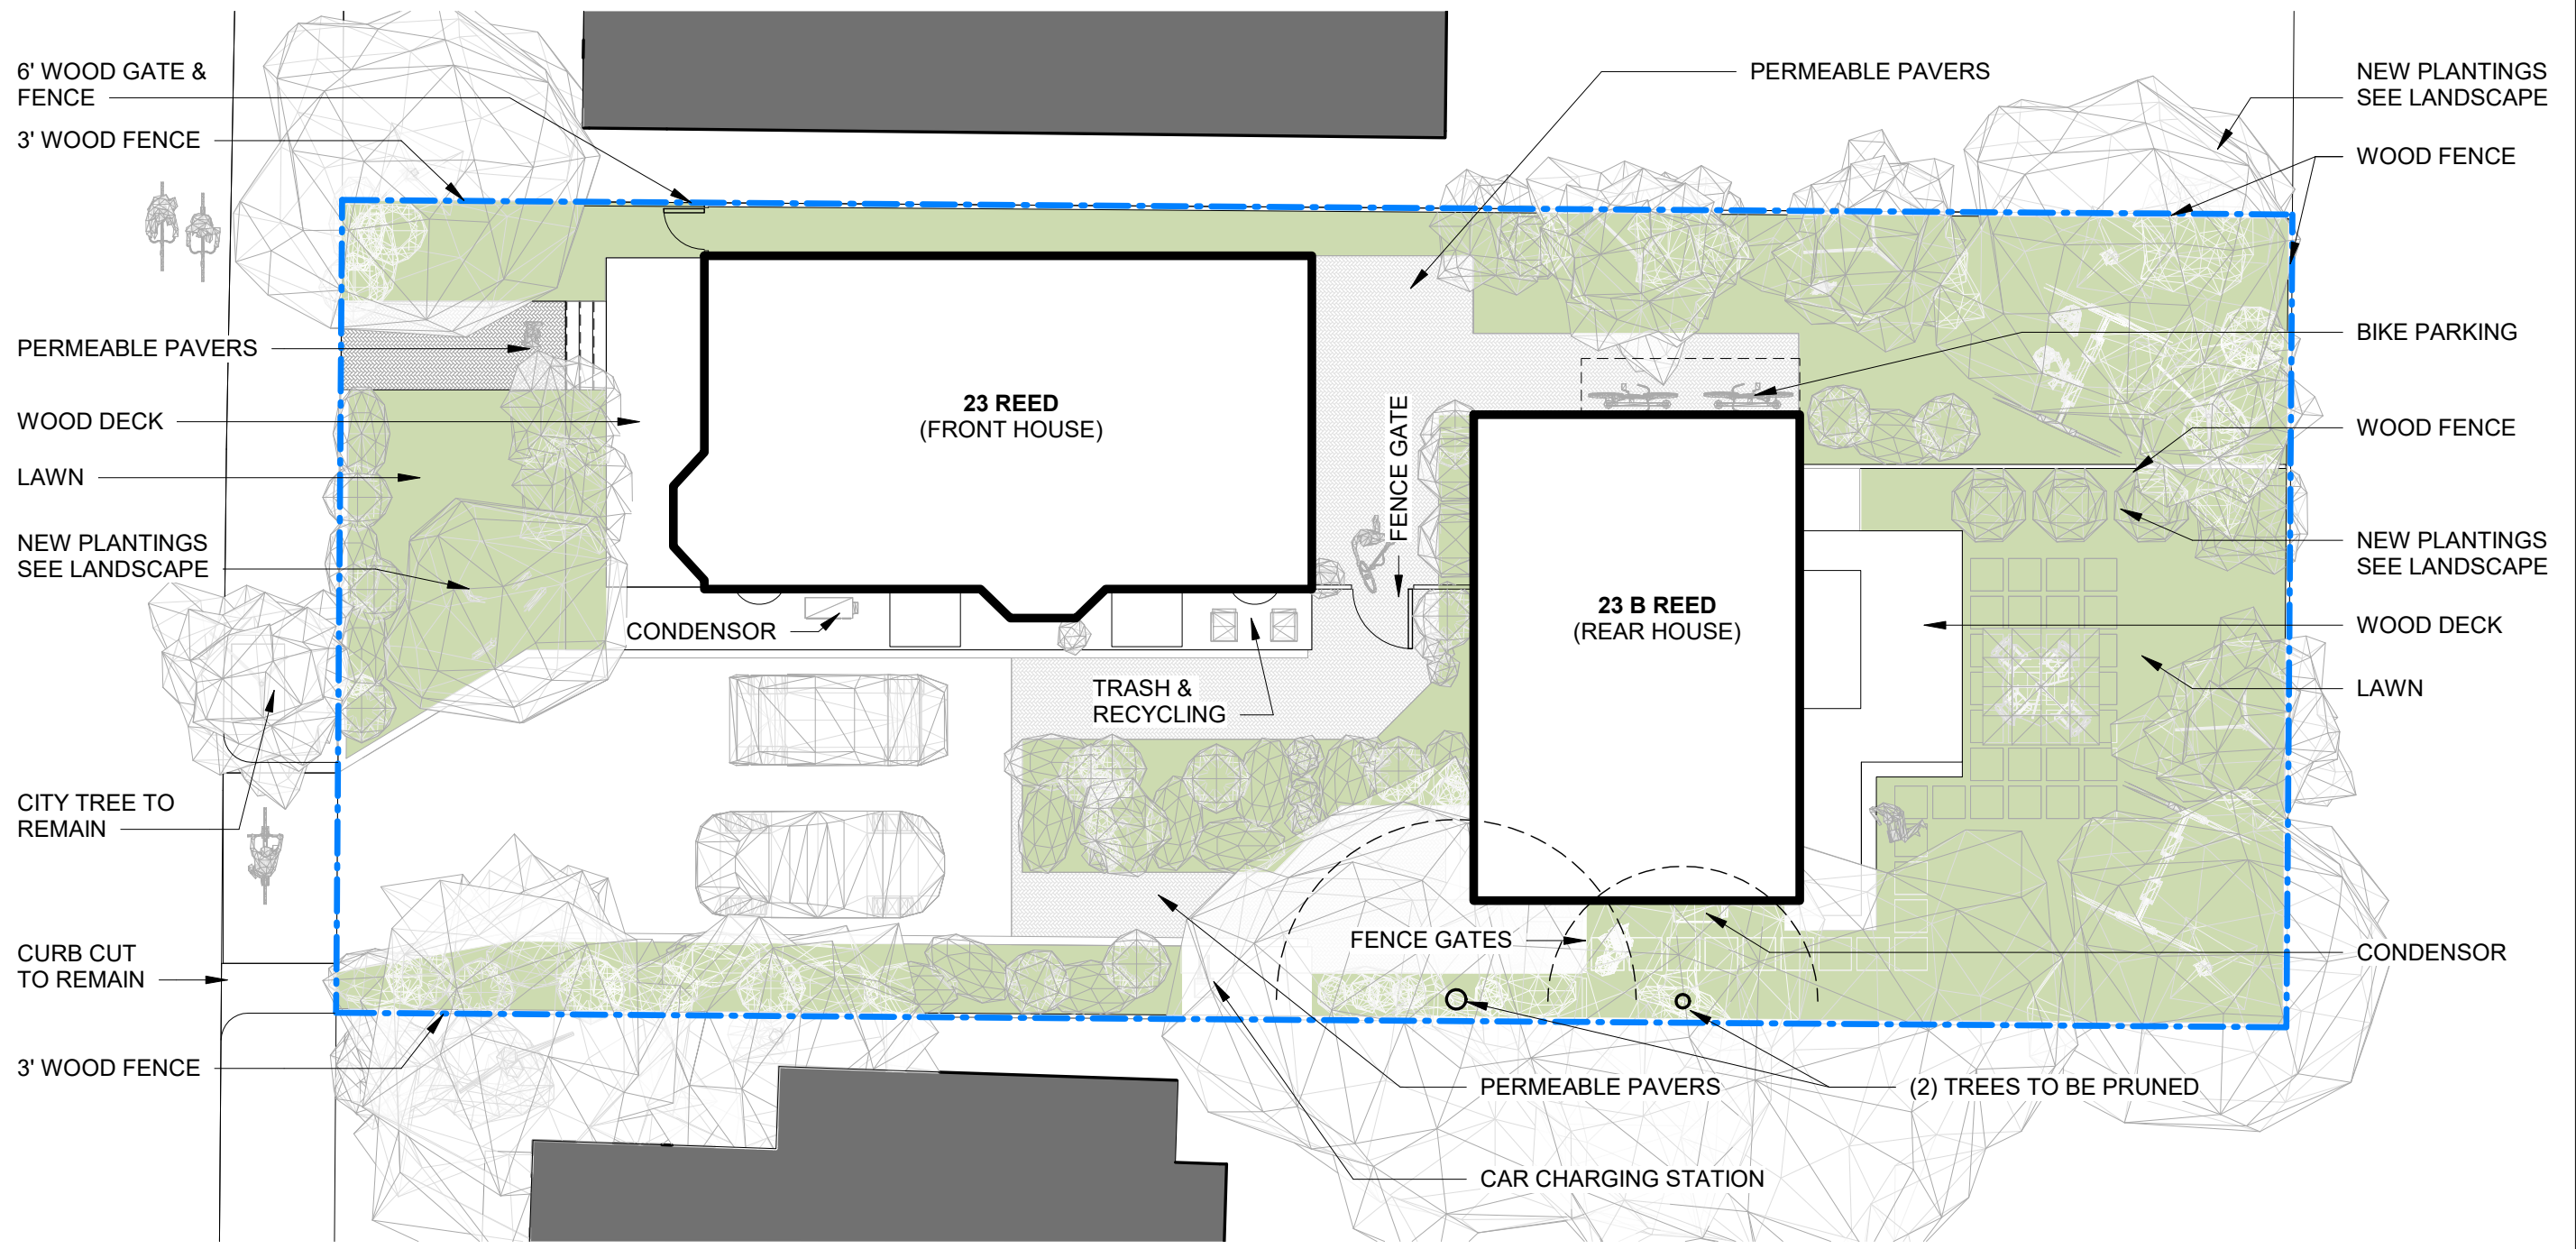 6' WOOD GATE &
FENCE
3' WOOD FENCE
PERMEABLE PAVERS
WOOD DECK
LAWN
NEW PLANTINGS
SEE LANDSCAPE
CITY TREE TO
REMAIN
CURB CUT
TO REMAIN
3' WOOD FENCE
23 REED
(FRONT HOUSE)
CONDENSOR
TRASH &
RECYCLING
FENCE GATE
23 B REED
(REAR HOUSE)
FENCE GATES
PERMEABLE PAVERS
CAR CHARGING STATION
(2) TREES TO BE PRUNED
PERMEABLE PAVERS
NEW PLANTINGS
SEE LANDSCAPE
WOOD FENCE
BIKE PARKING
WOOD FENCE
NEW PLANTINGS
SEE LANDSCAPE
WOOD DECK
LAWN
CONDENSOR